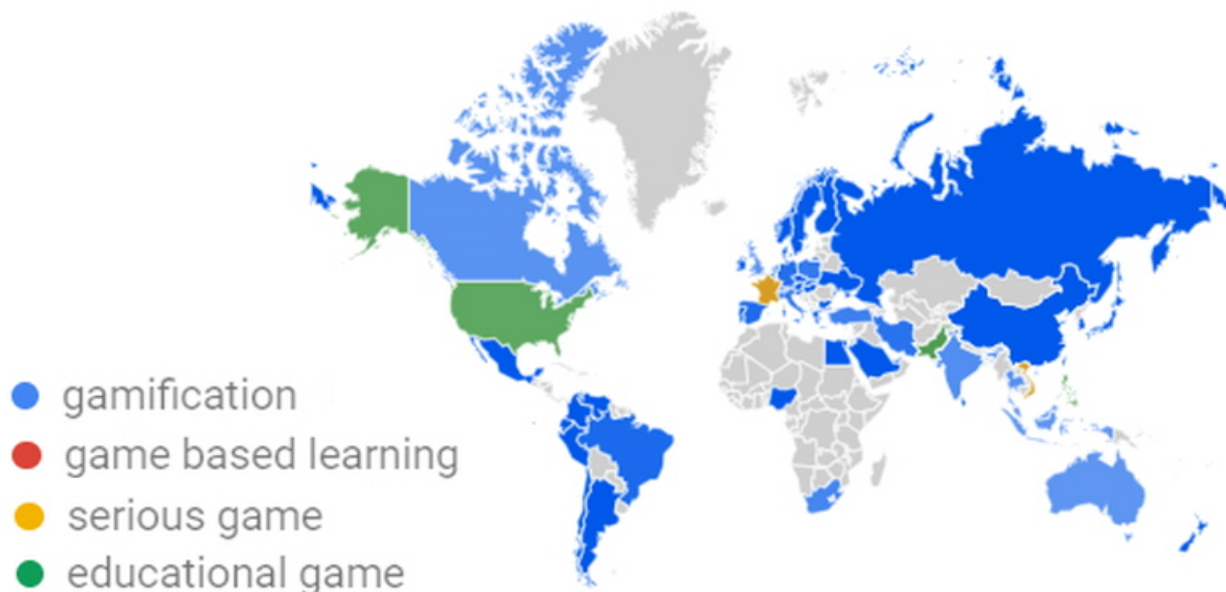 gamification
game based learning
serious game
educational game